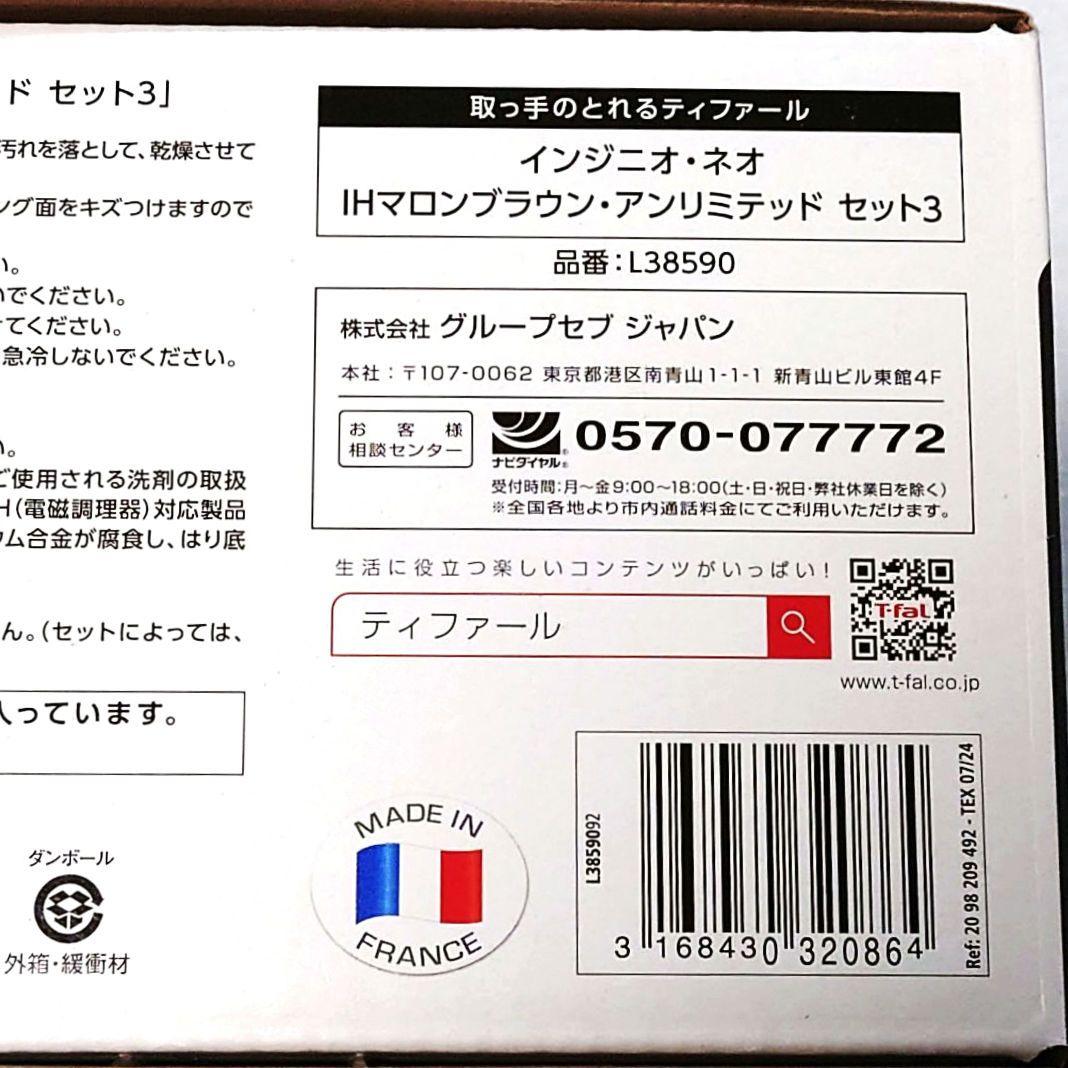 ド セット3」
汚れを落として、乾燥させて
ング面をキズつけますので
い。
いでください。
けてください。
急冷しないでください。
い。
ご使用される洗剤の取扱
H(電磁調理器)対応製品
ウム合金が腐食し、はり底
ん。(セットによっては、
入っています。
ダンボール
外箱・緩衝材
取っ手のとれるティファール
インジニオ・ネオ
IHマロンブラウン・アンリミテッド セット3
品番:L38590
株式会社 グループセブ ジャパン
本社:〒107-0062 東京都港区南青山1-1-1 新青山ビル東館4F
お客様
相談センター
ナビダイヤル®
0570-077772
受付時間:月〜金9:00〜18:00(土・日・祝日・弊社休業日を除く)
※全国各地より市内通話料金にてご利用いただけます。
生活に役立つ楽しいコンテンツがいっぱい!
ティファール
T-fal
www.t-fal.co.jp
MADE IN
FRANCE
L3859092
3 168430 320864
Ref: 20 98 209 492 - TEX 07/24